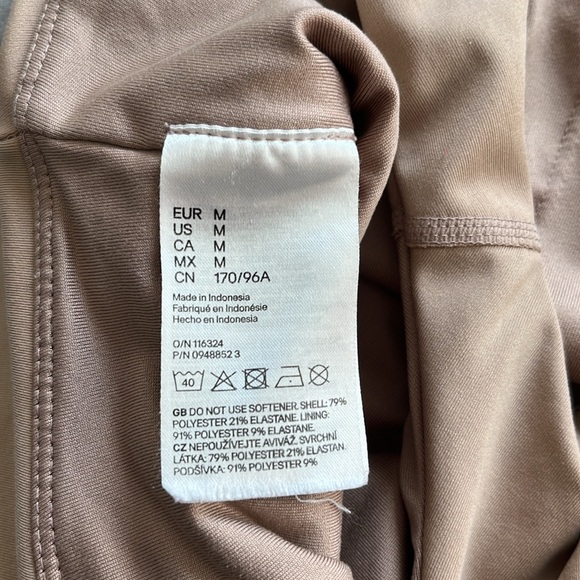 EUR M
US M
CA M
MX M
CN 170/96A
Made in Indonesia
Fabriqué en Indonésie
Hecho en Indonesia
O/N 116324
P/N 0948852 3
40
GB DO NOT USE SOFTENER. SHELL: 79%
POLYESTER 21% ELASTANE. LINING:
91% POLYESTER 9% ELASTANE.
CZ NEPOUŽÍVEJTE AVIVÁŽ. SVRCHNÍ
LÁTKA: 79% POLYESTER 21% ELASTAN.
PODŠÍVKA: 91% POLYESTER 9%